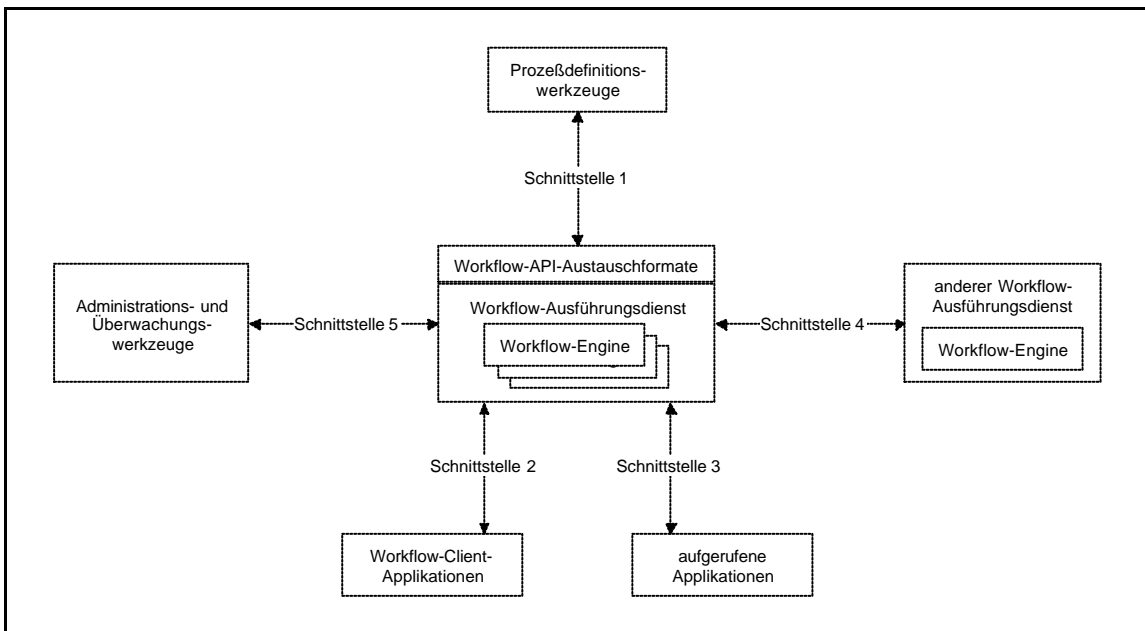 Prozeßdefinitions-
werkzeuge
Schnittstelle 1
Workflow-API-Austauschformate
Administrations- und
Überwachungs-
werkzeuge
Schnittstelle 5
Workflow-Ausführungsdienst
Workflow-Engine
Schnittstelle 4
anderer Workflow-
Ausführungsdienst
Workflow-Engine
Schnittstelle 2
Schnittstelle 3
Workflow-Client-
Applikationen
aufgerufene
Applikationen